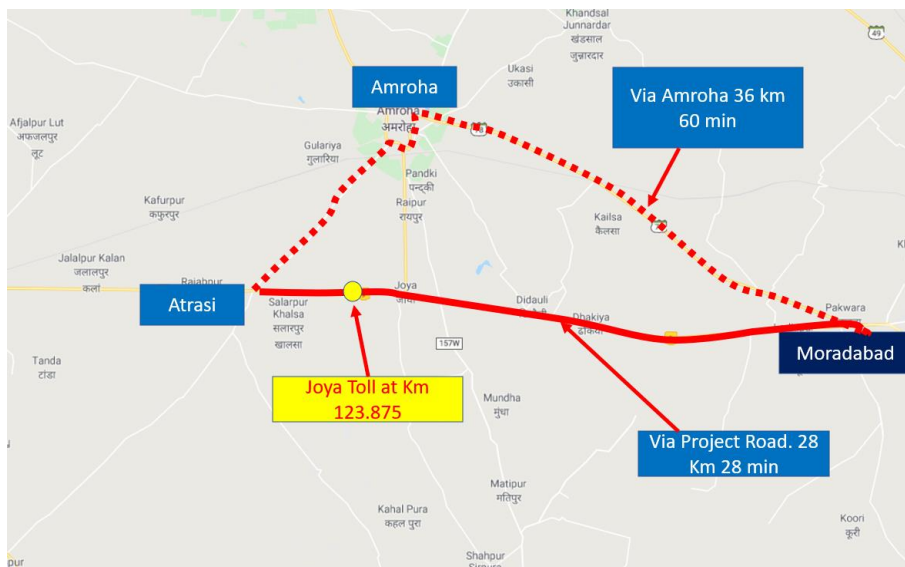 Khandsal
Junnardar
खंडसाल
जुन्नारदार
49
Ukasi
उकासी
Amroha
Amroha
अमरोहा
Via Amroha 36 km
60 min
Afjalpur Lut
अफजलपुर
लूट
Gulariya
गुलारिया
Pandki
पन्द्की
Raipur
रायपुर
Kafurpur
कफुरपुर
Kailsa
कैलसा
Jalalpur Kalan
जलालपुर
कलां
Rajabpur
Atrasi
Salarpur
Khalsa
सलारपुर
खालसा
Joya
Didauli
Dhakiya
Pakwara
Moradabad
Tanda
टांडा
157W
Joya Toll at Km
123.875
Mundha
मुंधा
Via Project Road. 28
Km 28 min
Matipur
मतिपुर
Kahal Pura
कहल पुरा
Koori
कूरी
Shahpur
pur